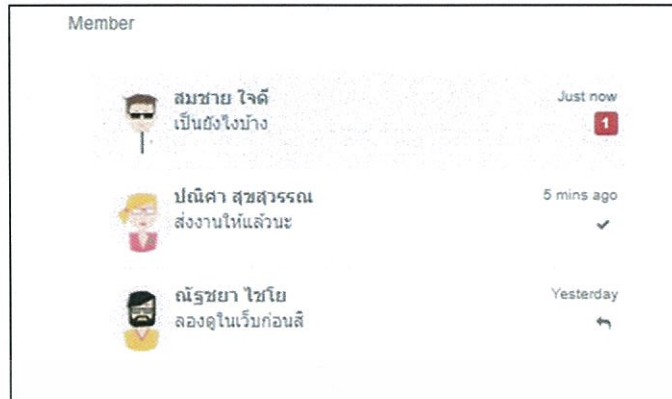 Member
สมชาย ใจดี
Just now
เป็นยังไงบ้าง
1
ปณิศา สุขสุวรรณ
5 mins ago
ส่งงานให้แล้วนะ
ณัฐชยา ไชโย
Yesterday
ลองดูในเว็บก่อนสิ